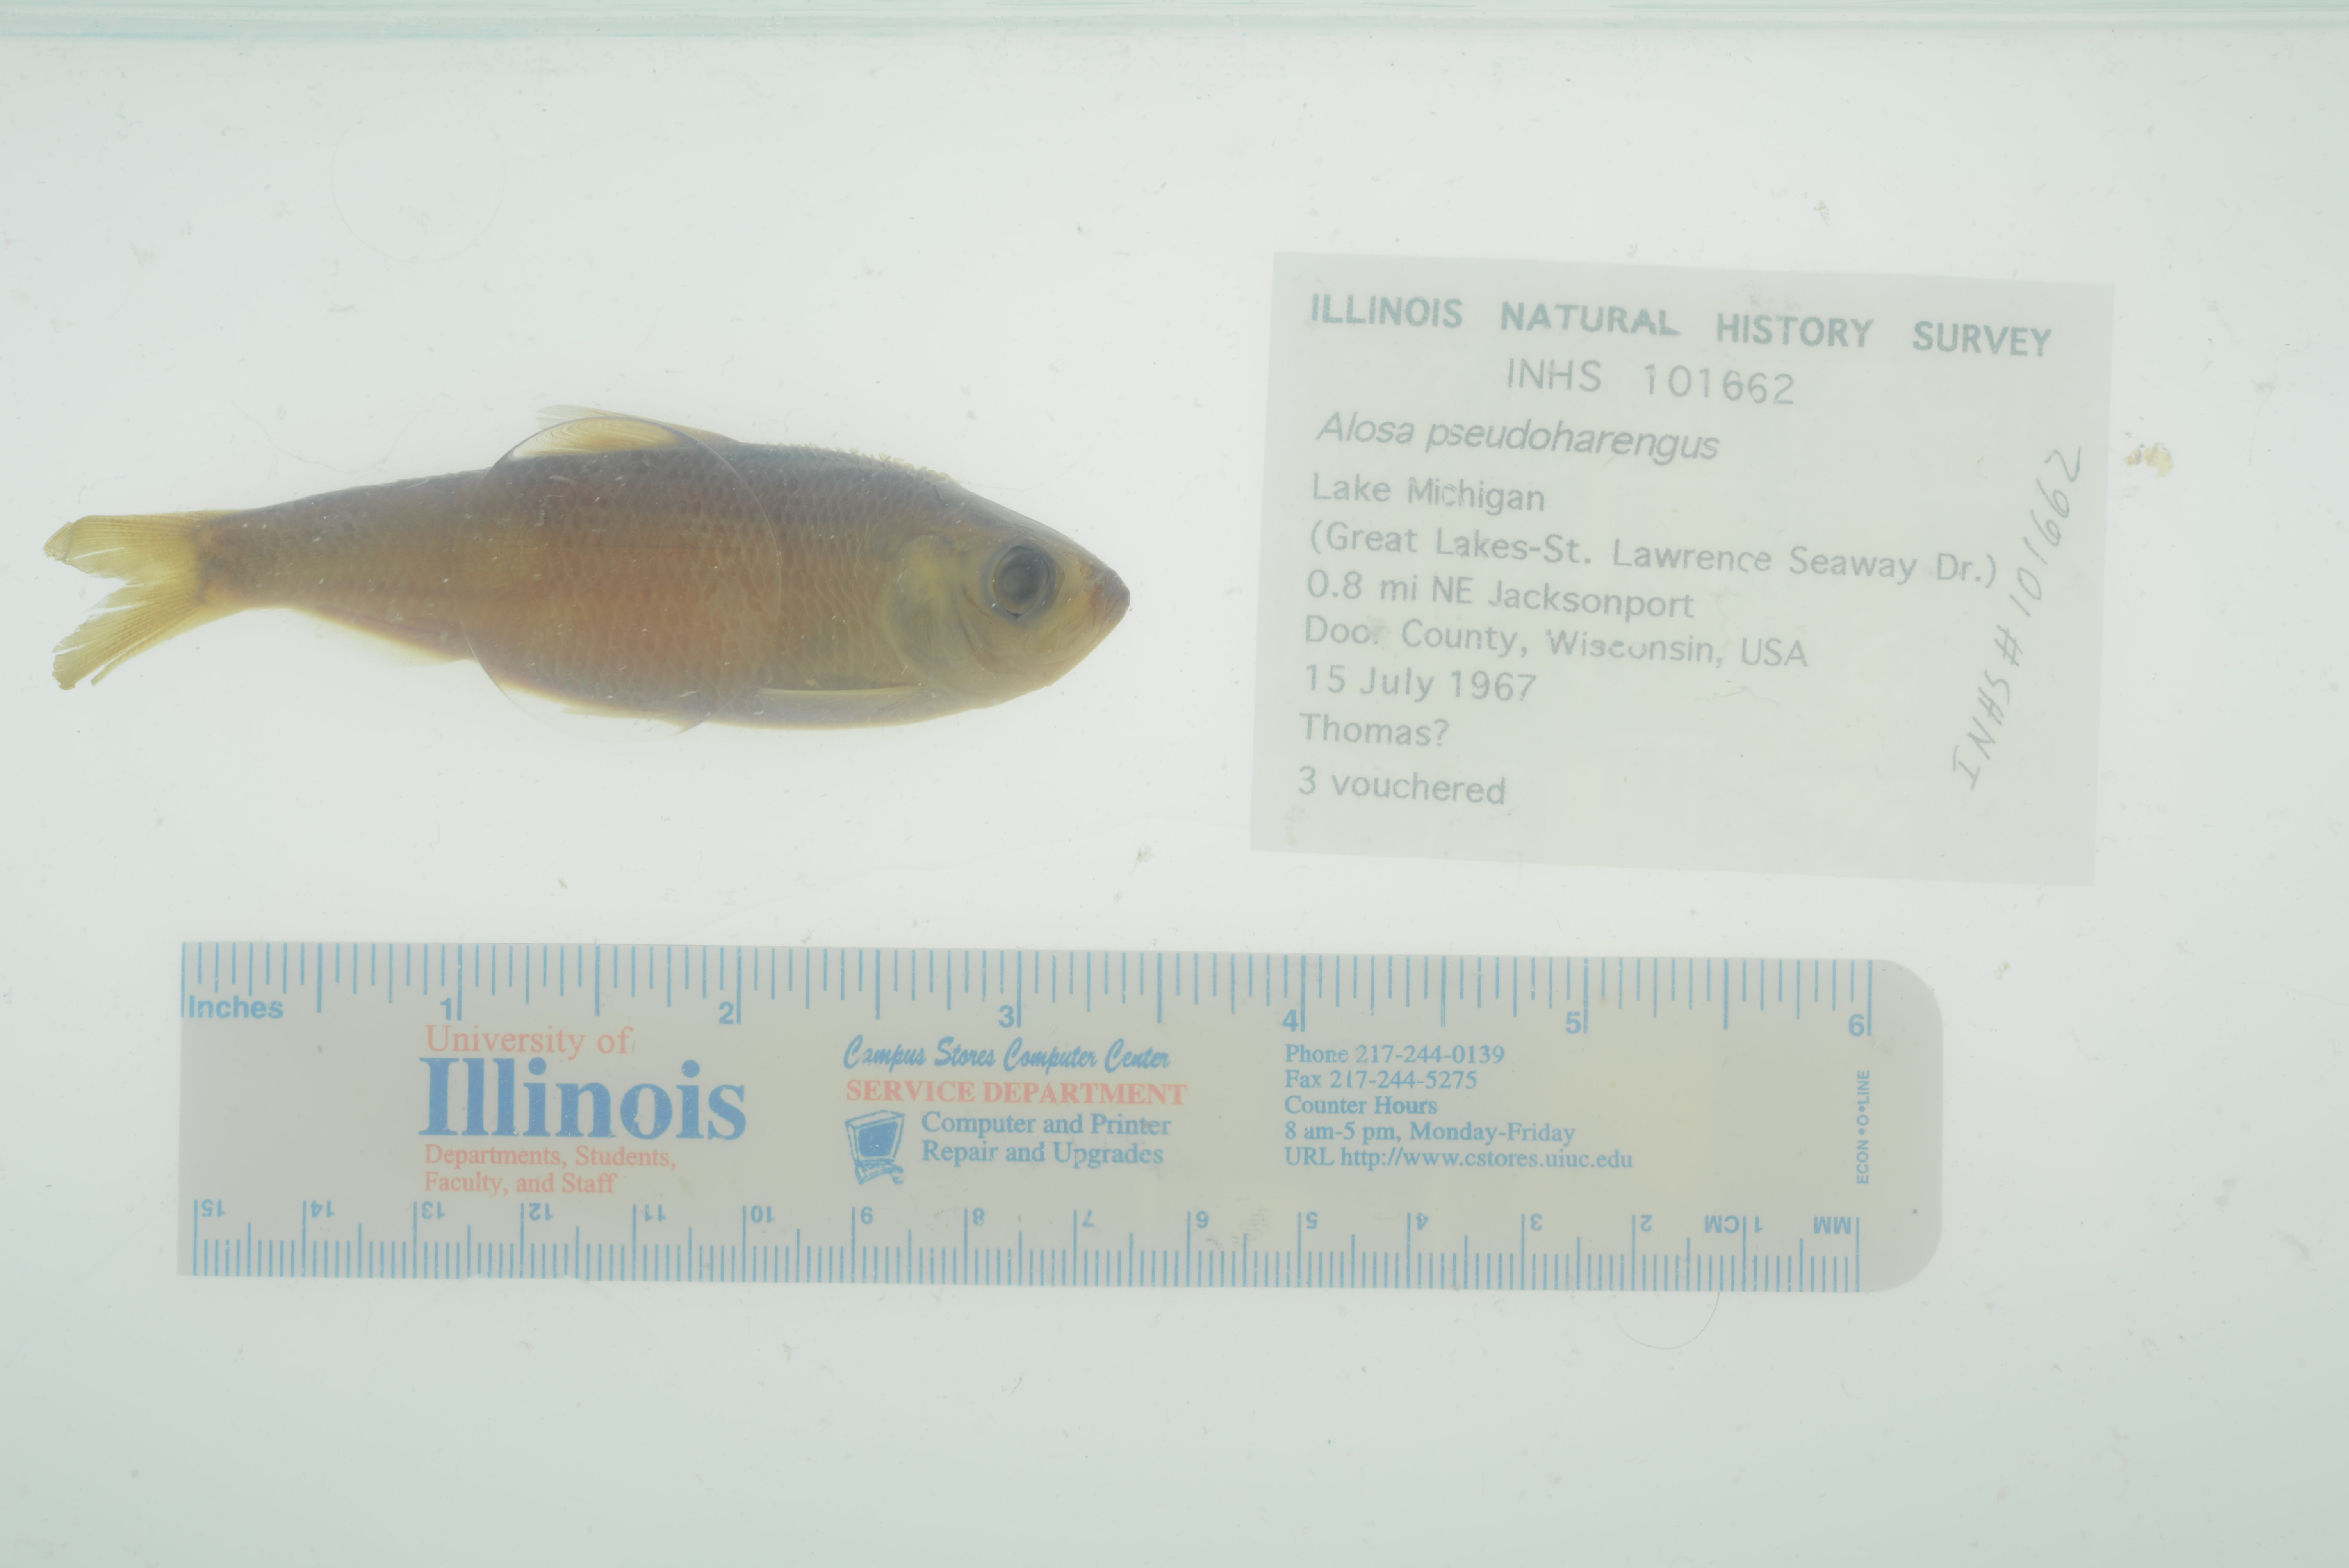 ILLINOIS NATURAL HISTORY SURVEY
INHS 101662
Alosa pseudoharengus
Lake Michigan
(Great Lakes-St. Lawrence Seaway Dr.)
0.8 mi NE Jacksonport
Door County, Wisconsin, USA
15 July 1967
Thomas?
3 vouchered
INHS # 101662
Inches 1 2 3 4 5 6
University of
Illinois
Departments, Students,
Faculty, and Staff
Campus Stores Computer Center
SERVICE DEPARTMENT
Computer and Printer
Repair and Upgrades
Phone 217-244-0139
Fax 217-244-5275
Counter Hours
8 am-5 pm, Monday-Friday
URL http://www.cstores.uiuc.edu
ECON•O•LINE
MM 1 CM 2 3 4 5 6 7 8 9 10 11 12 13 14 15